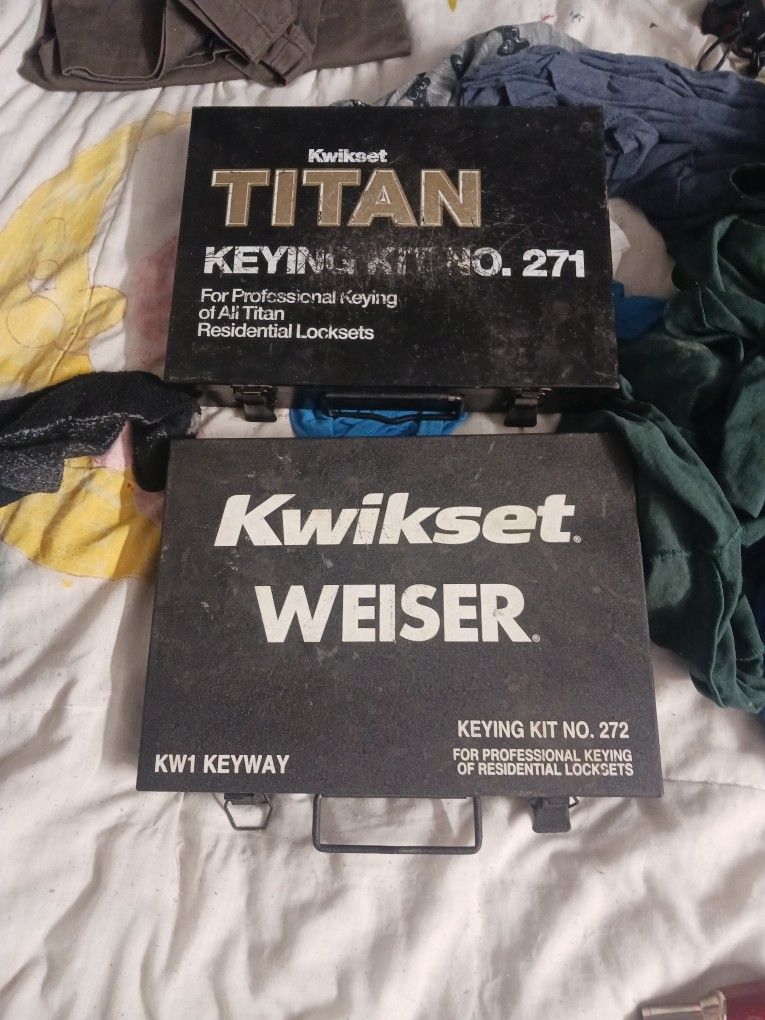 Kwikset
TITAN
KEYING KIT NO. 271
For Professional Keying
of All Titan
Residential Locksets
Kwikset®
WEISER®
KEYING KIT NO. 272
KW1 KEYWAY
FOR PROFESSIONAL KEYING
OF RESIDENTIAL LOCKSETS